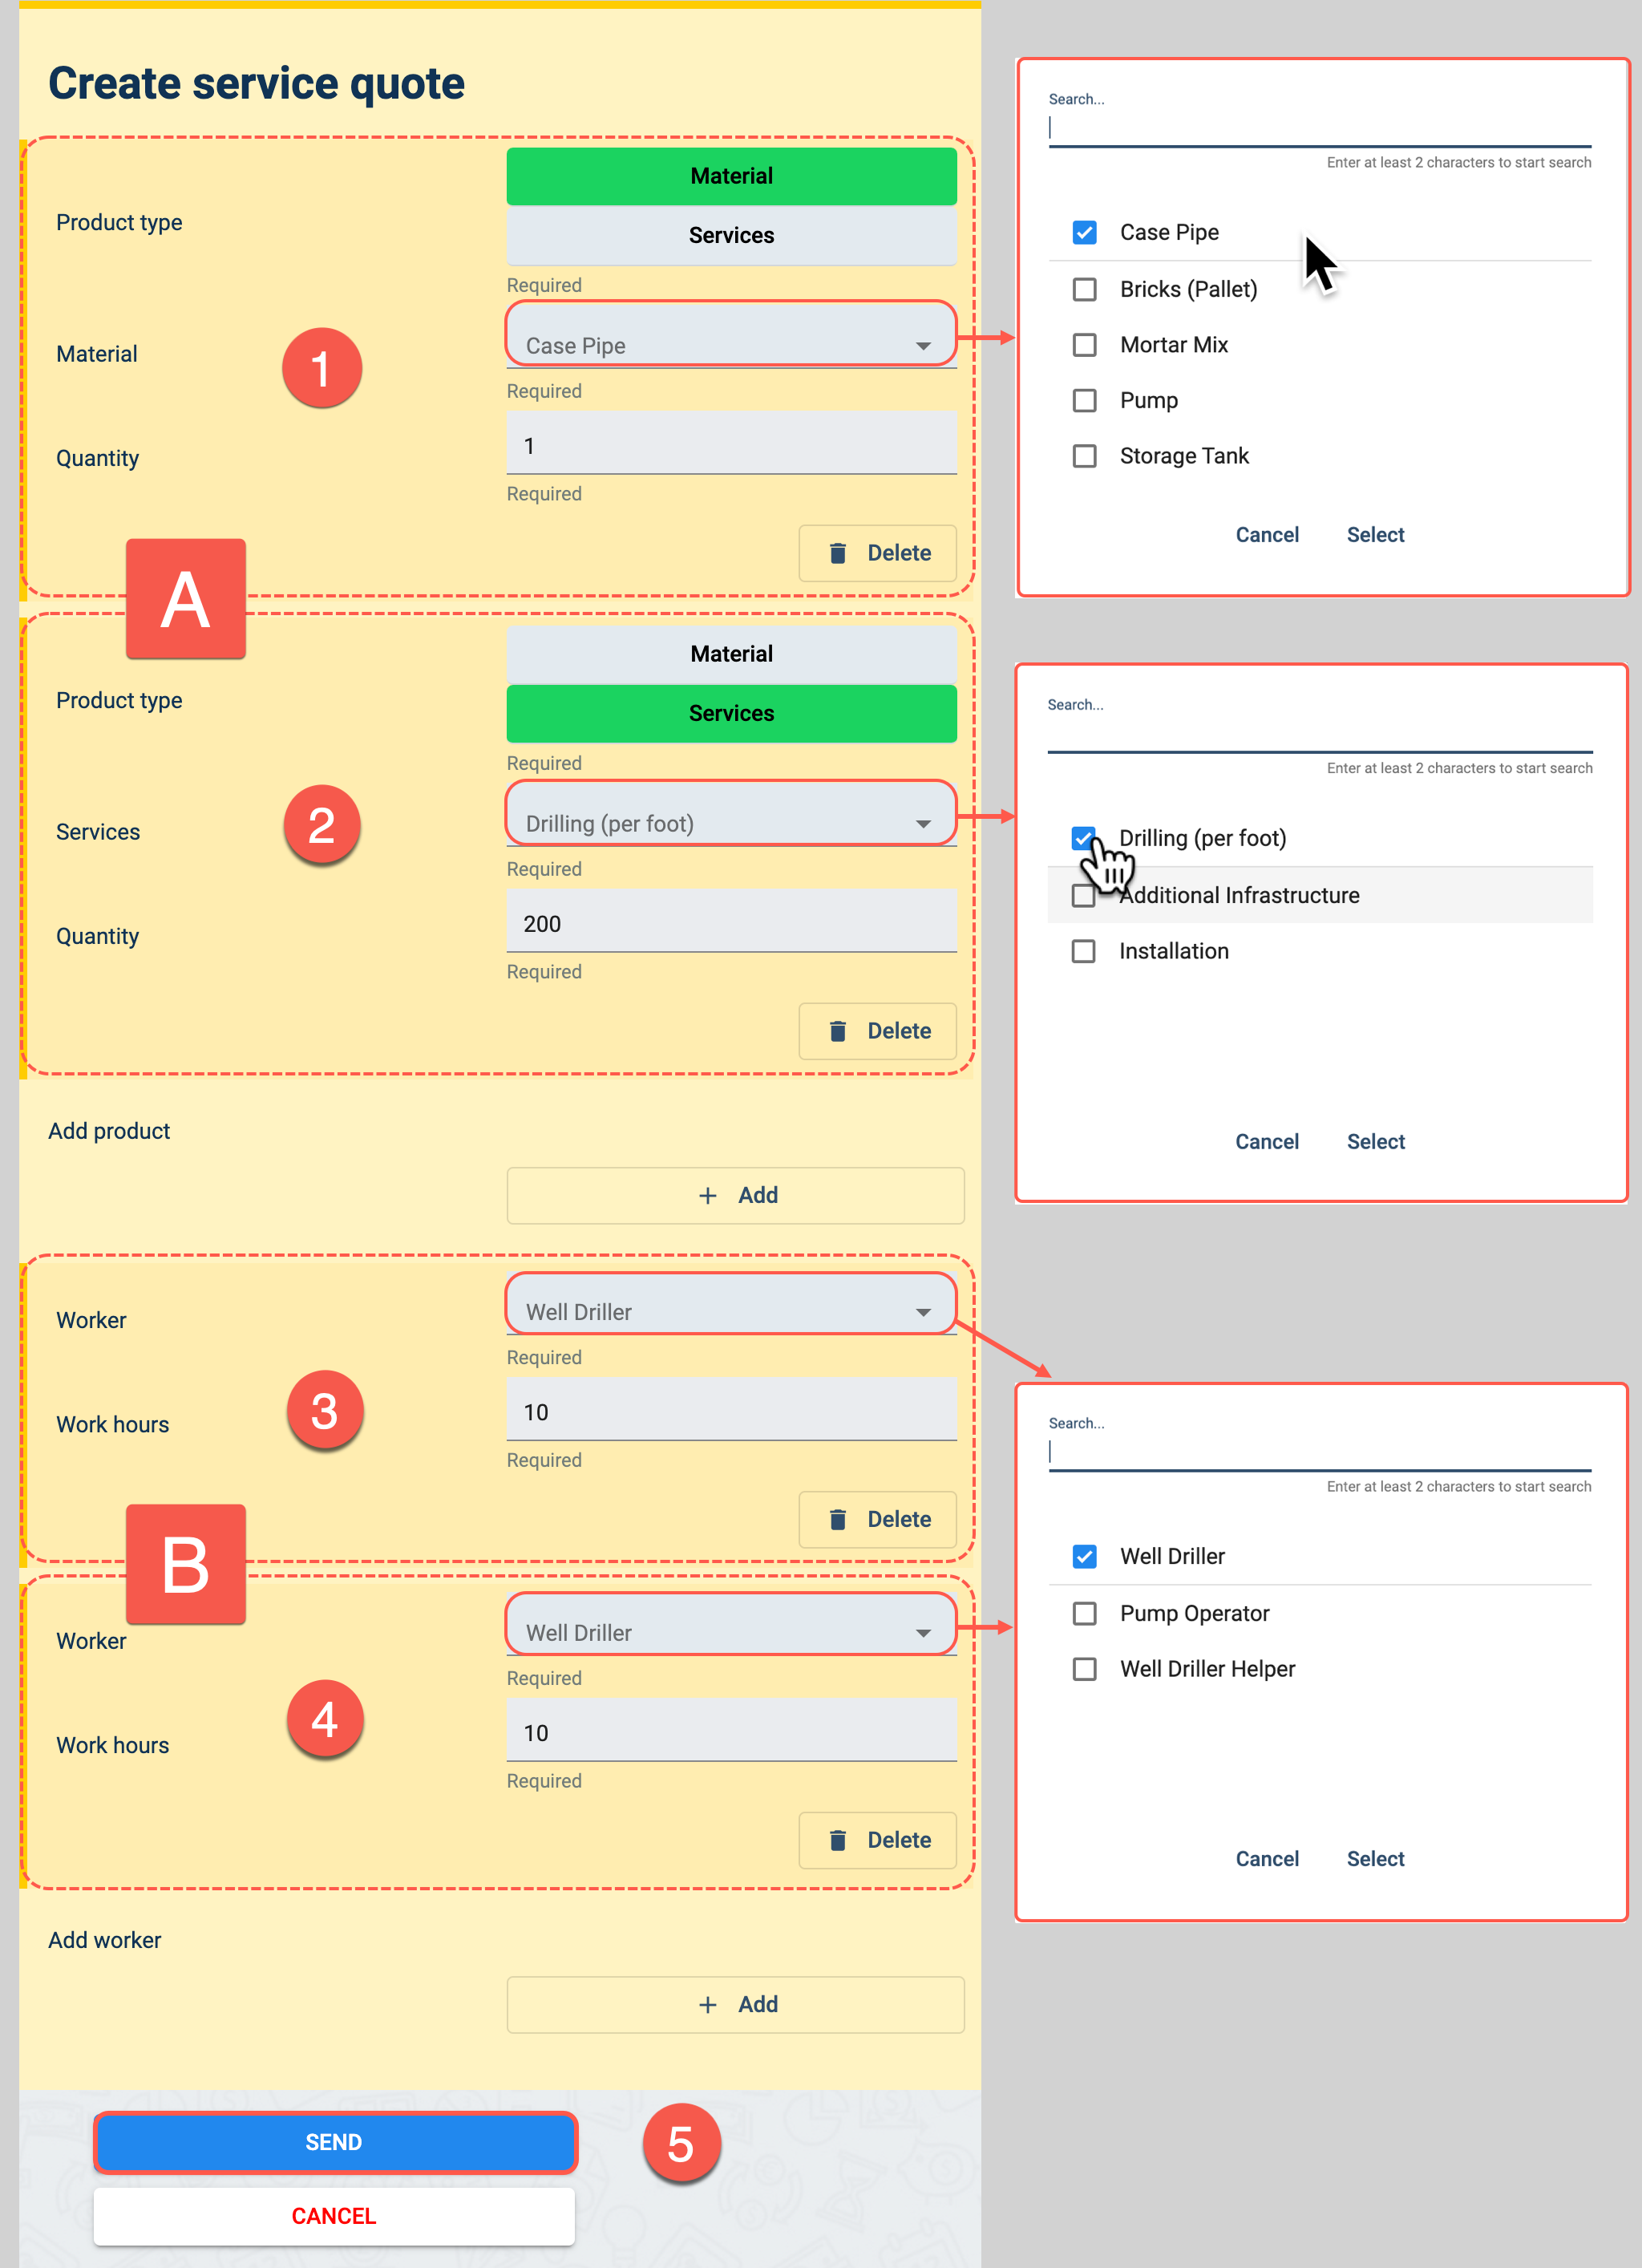 Create service quote
Product type
Material
Services
Required
Material
1
Case Pipe
Required
Quantity
1
Required
Delete
A
Product type
Material
Services
Required
Services
2
Drilling (per foot)
Required
Quantity
200
Required
Delete
Add product
+ Add
Worker
Well Driller
Required
Work hours
3
10
Required
Delete
B
Worker
Well Driller
Required
Work hours
4
10
Required
Delete
Add worker
+ Add
SEND
5
CANCEL
Search...
Enter at least 2 characters to start search
Case Pipe
Bricks (Pallet)
Mortar Mix
Pump
Storage Tank
Cancel Select
Search...
Enter at least 2 characters to start search
Drilling (per foot)
Additional Infrastructure
Installation
Cancel Select
Search...
Enter at least 2 characters to start search
Well Driller
Pump Operator
Well Driller Helper
Cancel Select